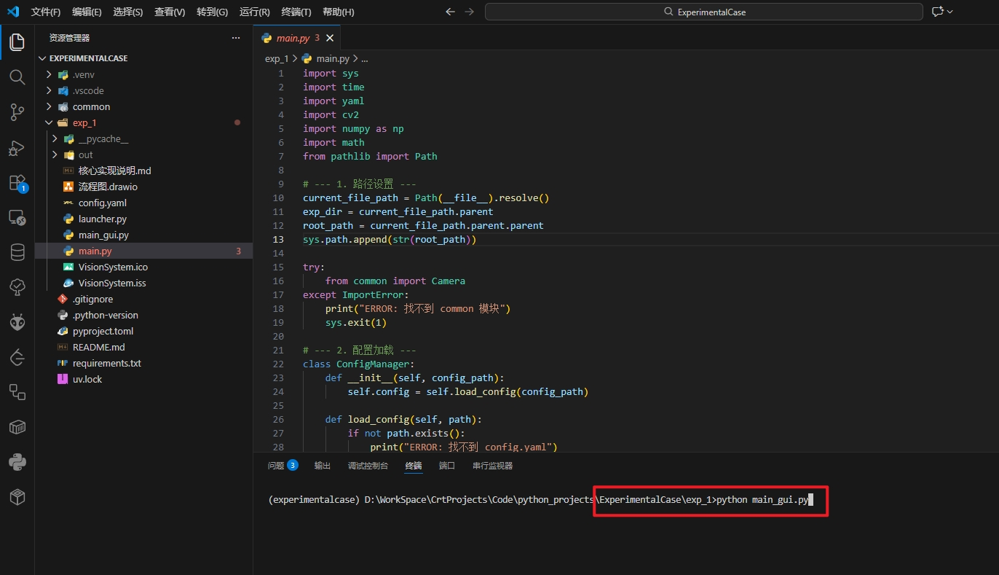 文件(F) 编辑(E) 选择(S) 查看(V) 转到(G) 运行(R) 终端(T) 帮助(H)
ExperimentalCase
资源管理器
EXPERIMENTALCASE
.venv
.vscode
common
exp_1
__pycache__
out
核心实现说明.md
流程图.drawio
config.yaml
launcher.py
main_gui.py
main.py 3
VisionSystem.ico
VisionSystem.iss
.gitignore
.python-version
pyproject.toml
README.md
requirements.txt
uv.lock
1
main.py 3
exp_1 > main.py > ...
1 import sys
2 import time
3 import yaml
4 import cv2
5 import numpy as np
6 import math
7 from pathlib import Path
8
9 # --- 1. 路径设置 ---
10 current_file_path = Path(__file__).resolve()
11 exp_dir = current_file_path.parent
12 root_path = current_file_path.parent.parent
13 sys.path.append(str(root_path))
14
15 try:
16     from common import Camera
17 except ImportError:
18     print("ERROR: 找不到 common 模块")
19     sys.exit(1)
20
21 # --- 2. 配置加载 ---
22 class ConfigManager:
23     def __init__(self, config_path):
24         self.config = self.load_config(config_path)
25
26     def load_config(self, path):
27         if not path.exists():
28             print("ERROR: 找不到 config.yaml")
问题 3 输出 调试控制台 终端 端口 串行监视器
(experimentalcase) D:\WorkSpace\CrtProjects\Code\python_projects\ExperimentalCase\exp_1>python main_gui.py